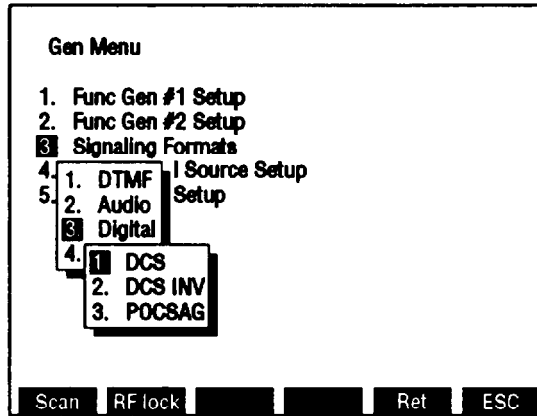 Gen Menu
1. Func Gen #1 Setup
2. Func Gen #2 Setup
3 Signaling Formats
4. l Source Setup
5. Setup
1. DTMF
2. Audio
3 Digital
4.
1 DCS
2. DCS INV
3. POCSAG
Scan RF lock Ret ESC